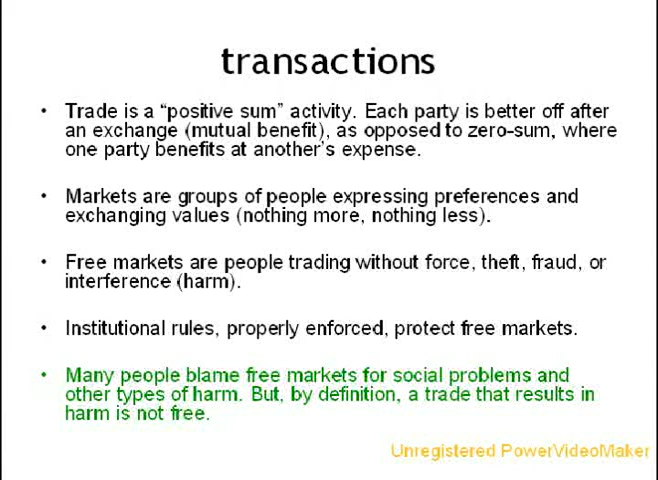 transactions
• Trade is a “positive sum” activity. Each party is better off after
an exchange (mutual benefit), as opposed to zero-sum, where
one party benefits at another’s expense.
• Markets are groups of people expressing preferences and
exchanging values (nothing more, nothing less).
• Free markets are people trading without force, theft, fraud, or
interference (harm).
• Institutional rules, properly enforced, protect free markets.
• Many people blame free markets for social problems and
other types of harm. But, by definition, a trade that results in
harm is not free.
Unregistered PowerVideoMaker